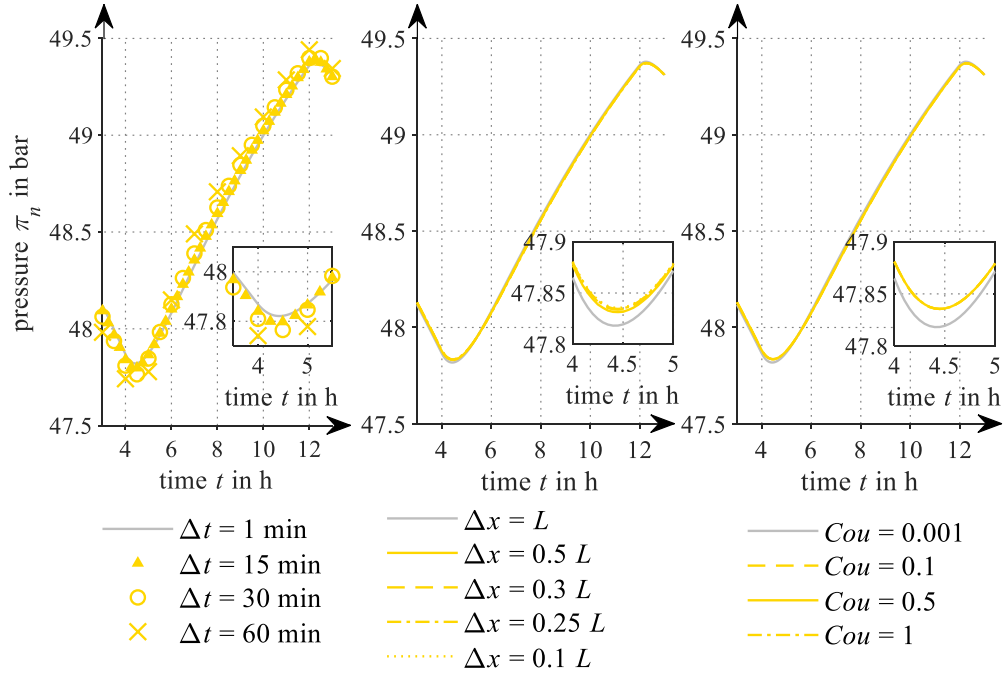 pressure π_n in bar
49.5
49
48.5
48
47.5
4 6 8 10 12
time t in h
48
47.8
4 5
time t in h
Δt = 1 min
Δt = 15 min
Δt = 30 min
Δt = 60 min
49.5
49
48.5
48
47.5
4 6 8 10 12
time t in h
47.9
47.85
47.8
4 4.5 5
time t in h
Δx = L
Δx = 0.5 L
Δx = 0.3 L
Δx = 0.25 L
Δx = 0.1 L
49.5
49
48.5
48
47.5
4 6 8 10 12
time t in h
47.9
47.85
47.8
4 4.5 5
time t in h
Cou = 0.001
Cou = 0.1
Cou = 0.5
Cou = 1